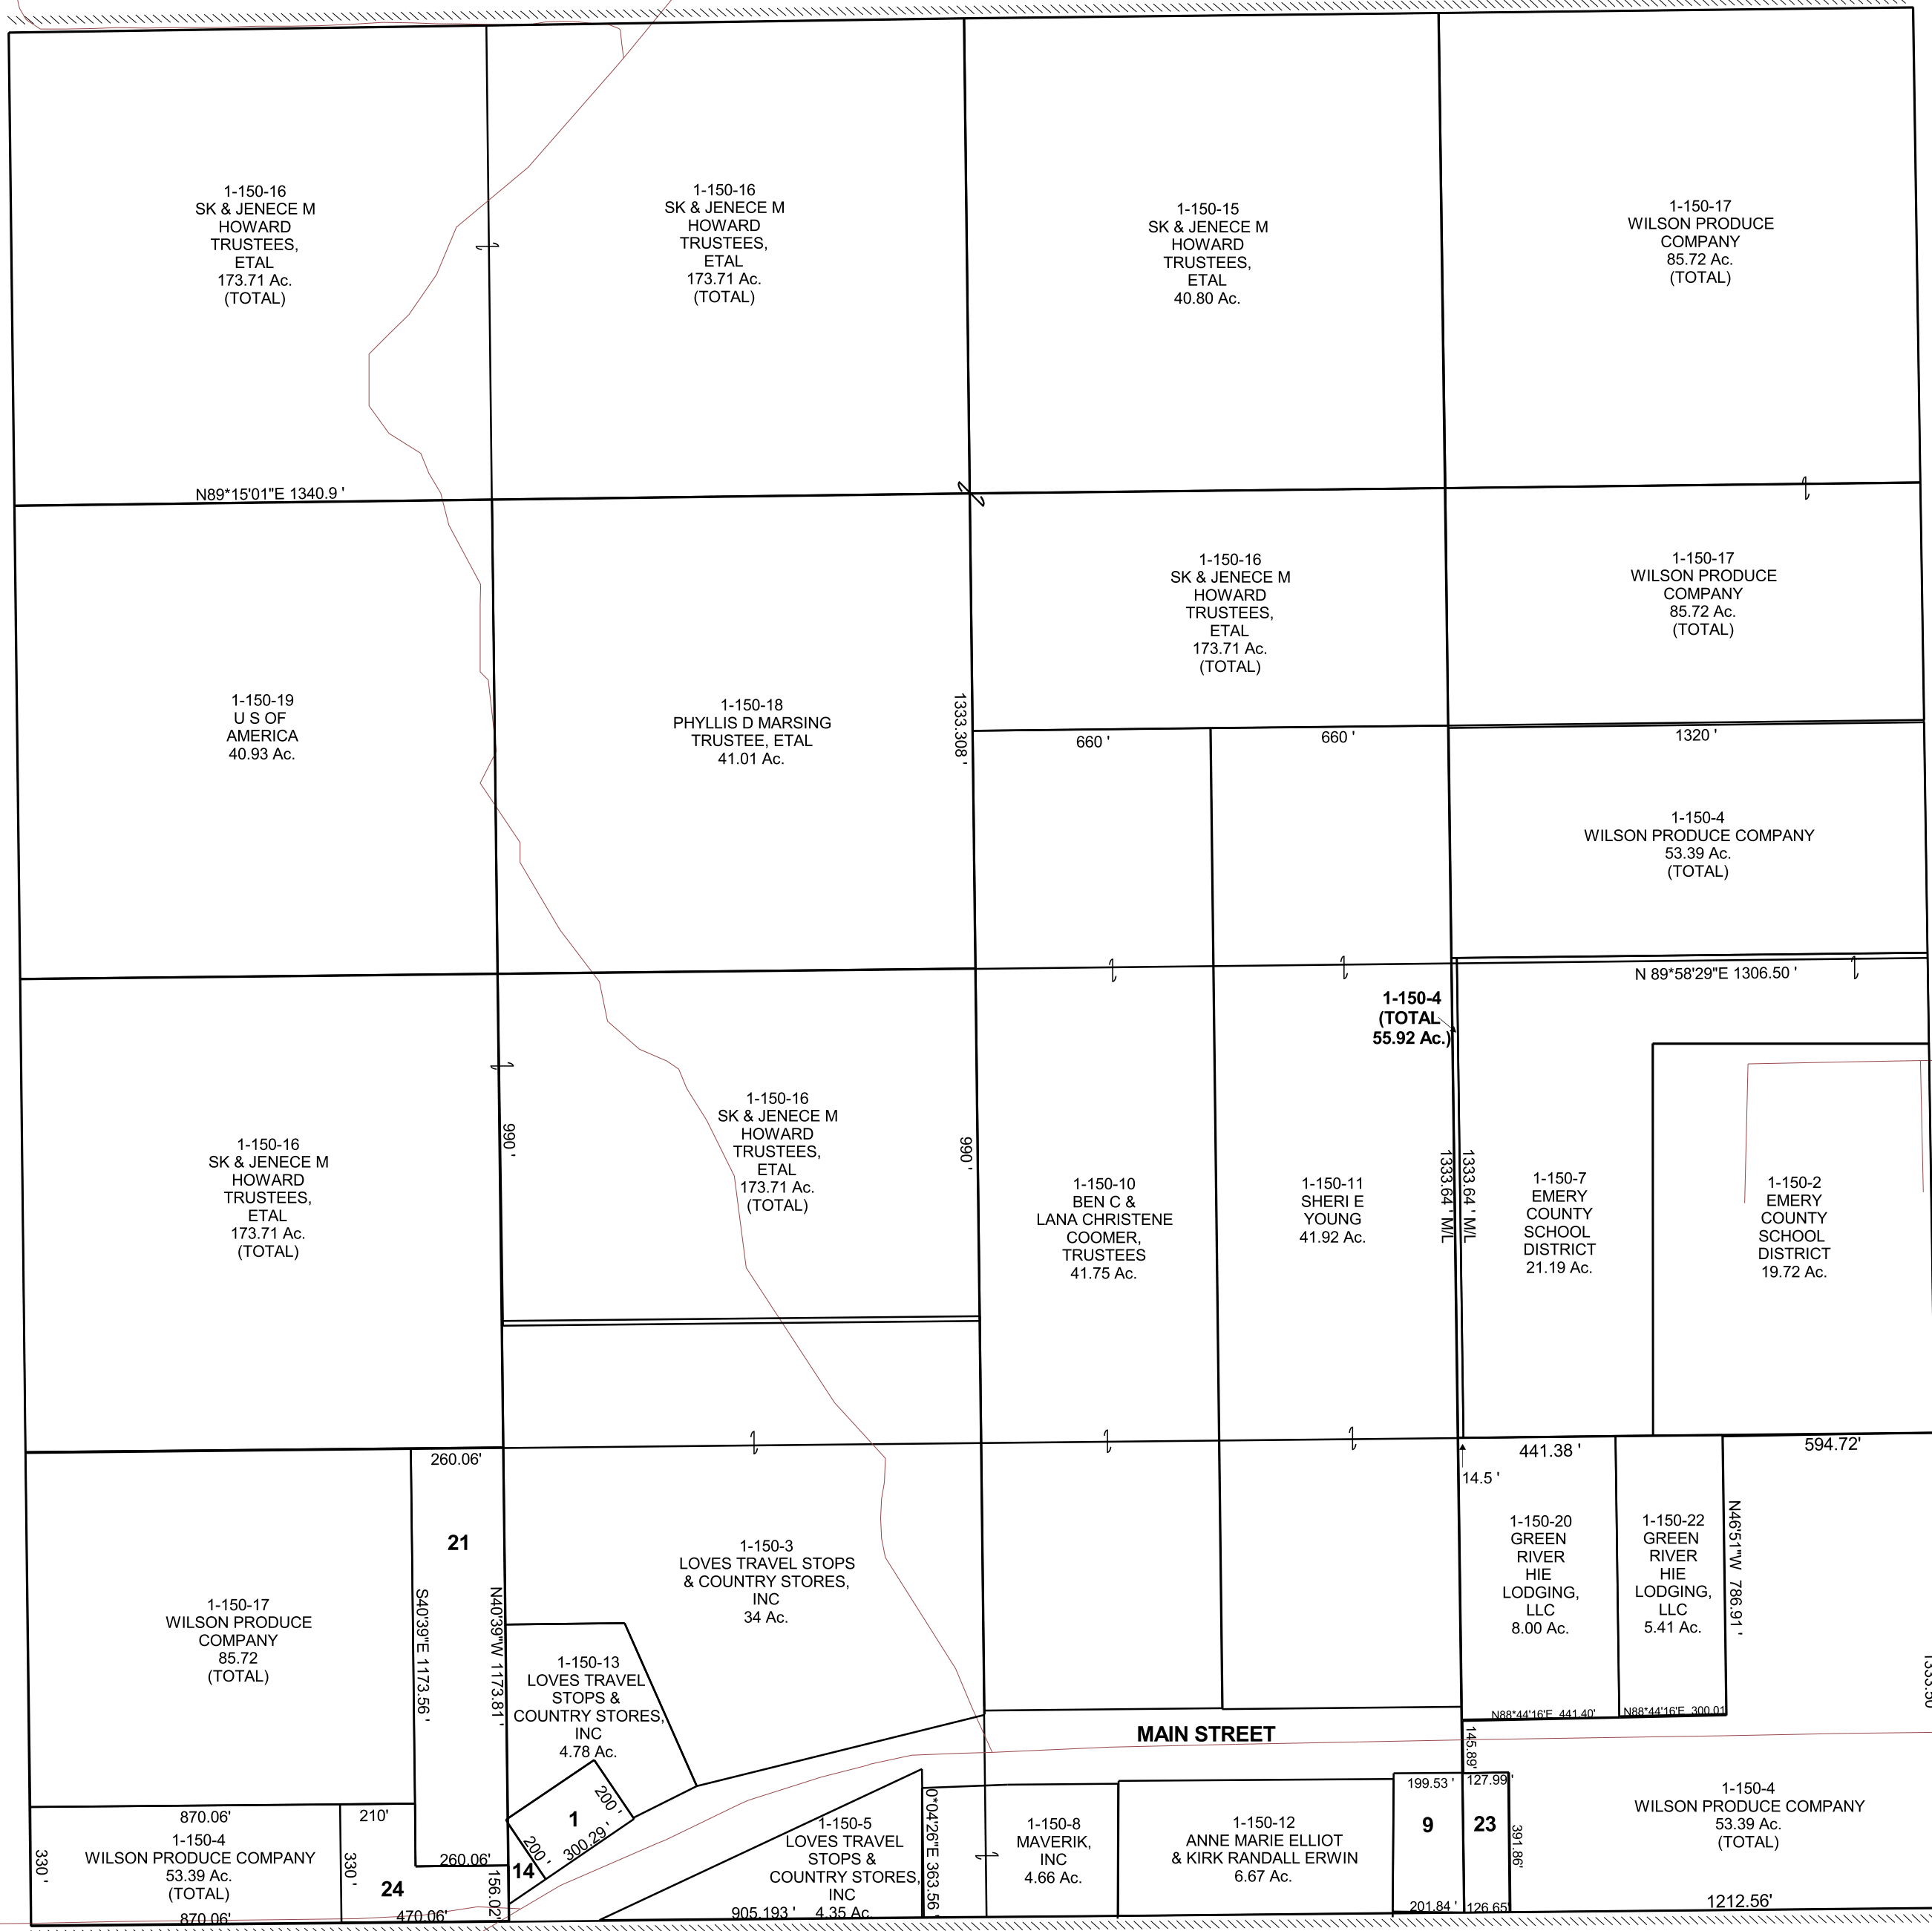 1-150-16
SK & JENECE M
HOWARD
TRUSTEES,
ETAL
173.71 Ac.
(TOTAL)
1-150-16
SK & JENECE M
HOWARD
TRUSTEES,
ETAL
173.71 Ac.
(TOTAL)
1-150-15
SK & JENECE M
HOWARD
TRUSTEES,
ETAL
40.80 Ac.
1-150-17
WILSON PRODUCE
COMPANY
85.72 Ac.
(TOTAL)
N89*15'01"E 1340.9 '
1-150-19
U S OF
AMERICA
40.93 Ac.
1-150-18
PHYLLIS D MARSING
TRUSTEE, ETAL
41.01 Ac.
1333.308 '
1-150-16
SK & JENECE M
HOWARD
TRUSTEES,
ETAL
173.71 Ac.
(TOTAL)
1-150-17
WILSON PRODUCE
COMPANY
85.72 Ac.
(TOTAL)
660 '
660 '
1320 '
1-150-4
WILSON PRODUCE COMPANY
53.39 Ac.
(TOTAL)
N 89*58'29"E 1306.50 '
1-150-4
(TOTAL
55.92 Ac.)
1-150-16
SK & JENECE M
HOWARD
TRUSTEES,
ETAL
173.71 Ac.
(TOTAL)
990 '
1-150-16
SK & JENECE M
HOWARD
TRUSTEES,
ETAL
173.71 Ac.
(TOTAL)
990 '
1-150-10
BEN C &
LANA CHRISTENE
COOMER,
TRUSTEES
41.75 Ac.
1-150-11
SHERI E
YOUNG
41.92 Ac.
1333.64 ' M/L
1333.64 ' M/L
1-150-7
EMERY
COUNTY
SCHOOL
DISTRICT
21.19 Ac.
1-150-2
EMERY
COUNTY
SCHOOL
DISTRICT
19.72 Ac.
260.06'
441.38 '
594.72'
14.5 '
21
S40'39"E 1173.56 '
N40'39"W 1173.81 '
1-150-17
WILSON PRODUCE
COMPANY
85.72
(TOTAL)
1-150-3
LOVES TRAVEL STOPS
& COUNTRY STORES,
INC
34 Ac.
1-150-20
GREEN
RIVER
HIE
LODGING,
LLC
8.00 Ac.
1-150-22
GREEN
RIVER
HIE
LODGING,
LLC
5.41 Ac.
N46'51"W 786.91 '
1333.50
1-150-13
LOVES TRAVEL
STOPS &
COUNTRY STORES,
INC
4.78 Ac.
N88*44'16"E 441.40'
N88*44'16"E 300.01
MAIN STREET
145.89'
870.06'
210'
1-150-4
WILSON PRODUCE COMPANY
53.39 Ac.
(TOTAL)
330 '
330 '
870.06'
24
260.06'
470.06'
156.02'
14
1
200 '
200 '
300.29 '
1-150-5
LOVES TRAVEL
STOPS &
COUNTRY STORES,
INC
905.193 ' 4.35 Ac.
0*04'26"E 363.56 '
1-150-8
MAVERIK,
INC
4.66 Ac.
1-150-12
ANNE MARIE ELLIOT
& KIRK RANDALL ERWIN
6.67 Ac.
199.53 '
127.99'
9
23
391.86'
201.84 '
126.65'
1-150-4
WILSON PRODUCE COMPANY
53.39 Ac.
(TOTAL)
1212.56'